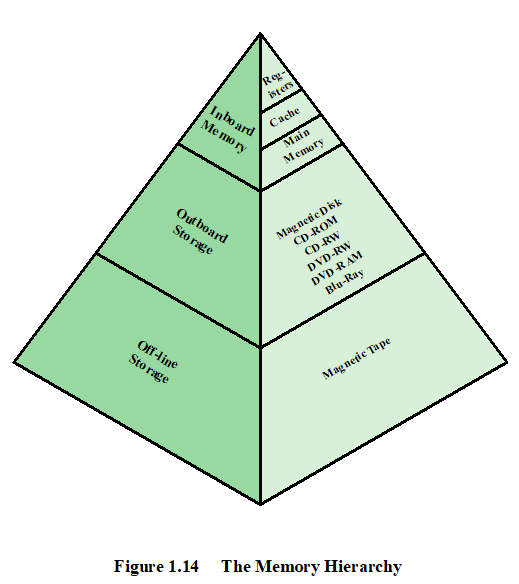 Reg-
isters
Cache
Main
Memory
Inboard
Memory
Outboard
Storage
Magnetic Disk
CD-ROM
CD-RW
DVD-RW
DVD-RAM
Blu-Ray
Off-line
Storage
Magnetic Tape
Figure 1.14 The Memory Hierarchy